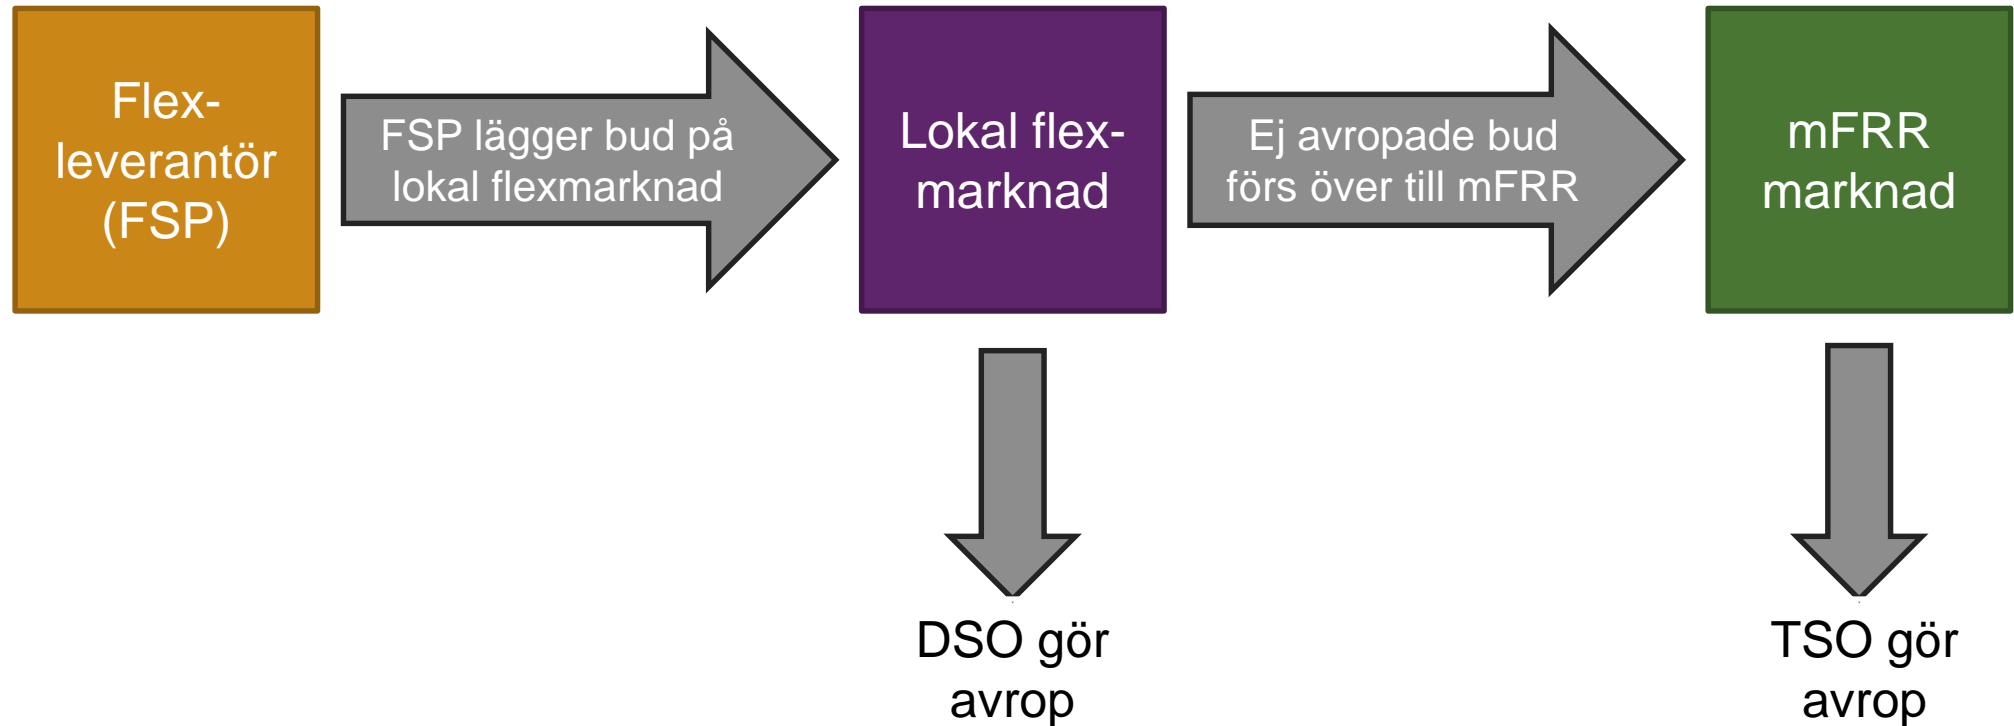 Flex-
leverantör
(FSP)
FSP lägger bud på
lokal flexmarknad
Lokal flex-
marknad
Ej avropade bud
förs över till mFRR
mFRR
marknad
DSO gör
avrop
TSO gör
avrop